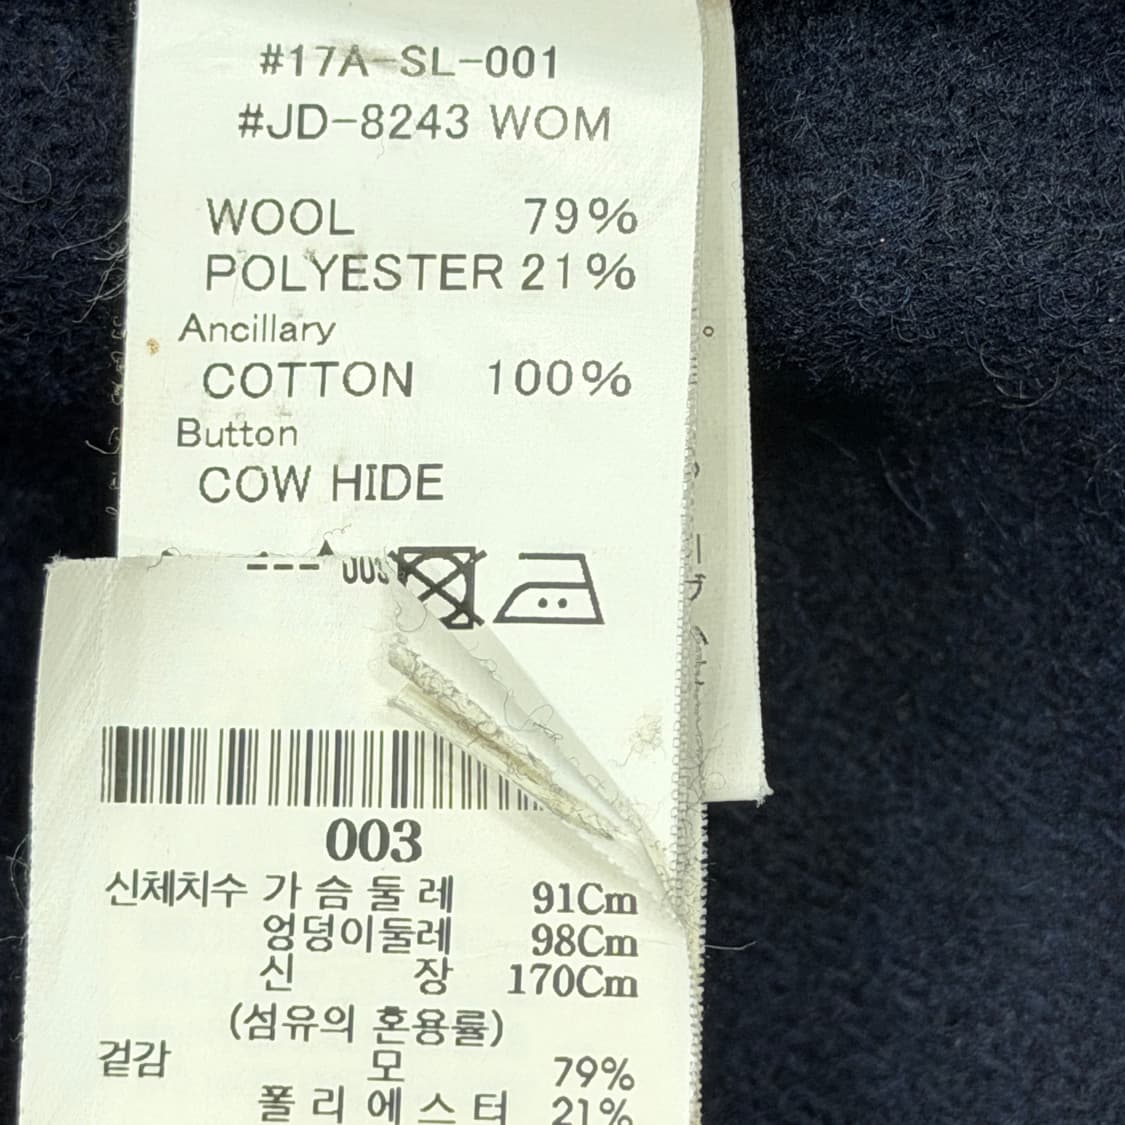 #17A-SL-001
#JD-8243 WOM
WOOL 79%
POLYESTER 21%
Ancillary
COTTON 100%
Button
COW HIDE
003
신체치수 가슴둘레 91Cm
엉덩이둘레 98Cm
신장 170Cm
(섬유의 혼용률)
겉감 모 79%
폴리에스터 21%